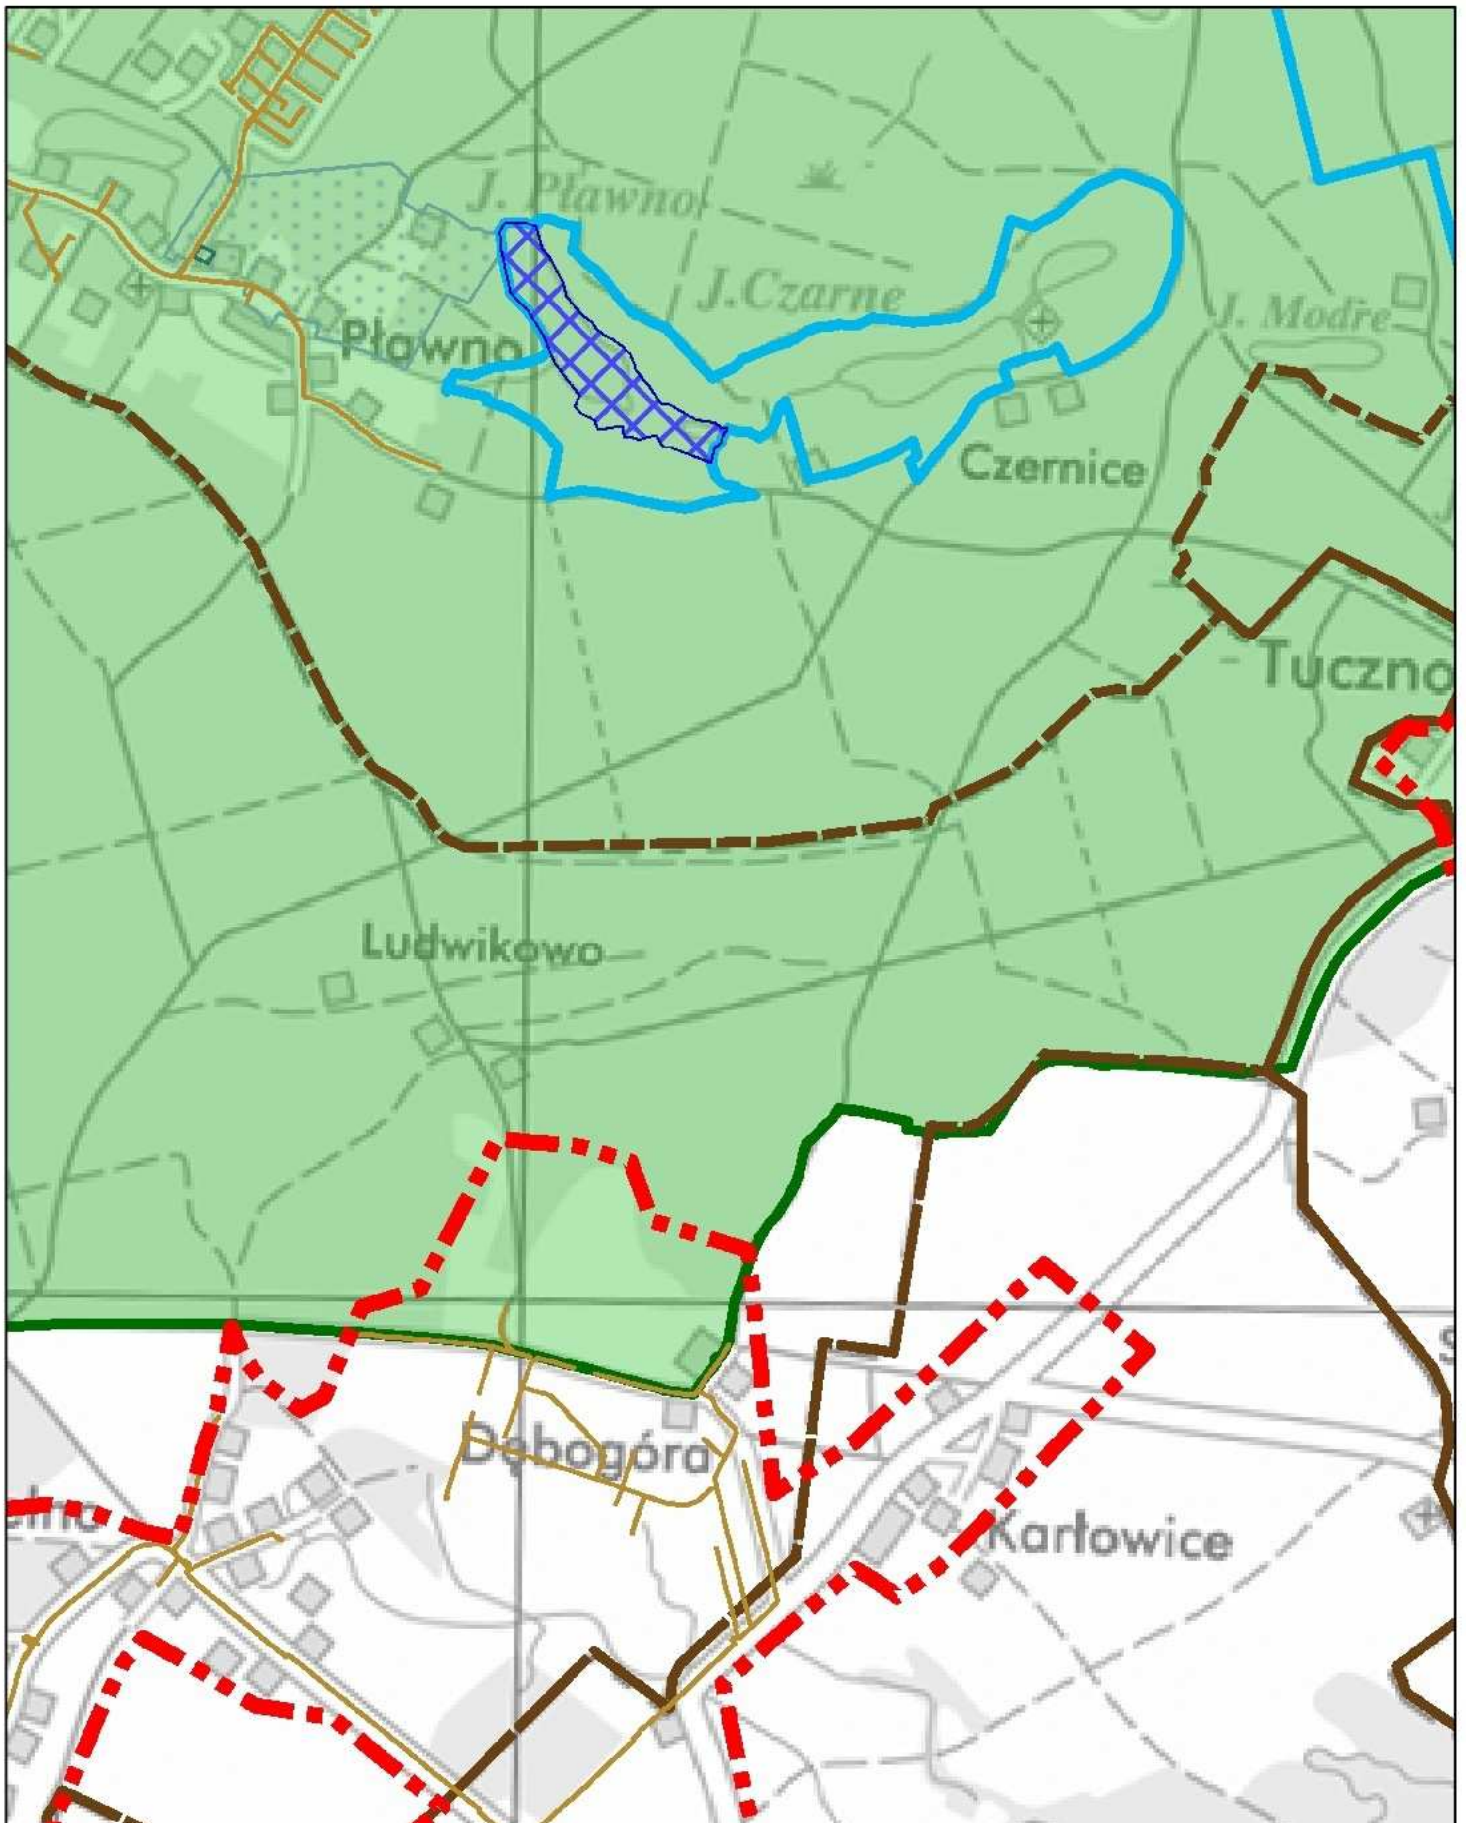 J. Pławno
J.Czarne
J. Modre
Pławno
Czernice
Tuczno
Ludwikowo
Dębogóra
Karłowice